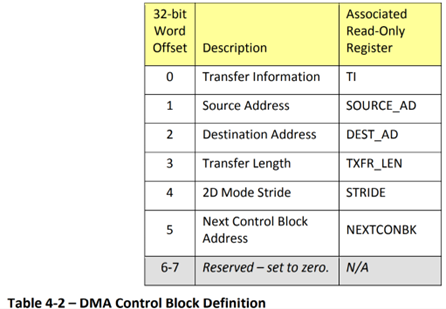 32-bit Word Offset Description Associated Read-Only Register
0 Transfer Information TI
1 Source Address SOURCE_AD
2 Destination Address DEST_AD
3 Transfer Length TXFR_LEN
4 2D Mode Stride STRIDE
5 Next Control Block Address NEXTCONBK
6-7 Reserved – set to zero. N/A
Table 4-2 – DMA Control Block Definition